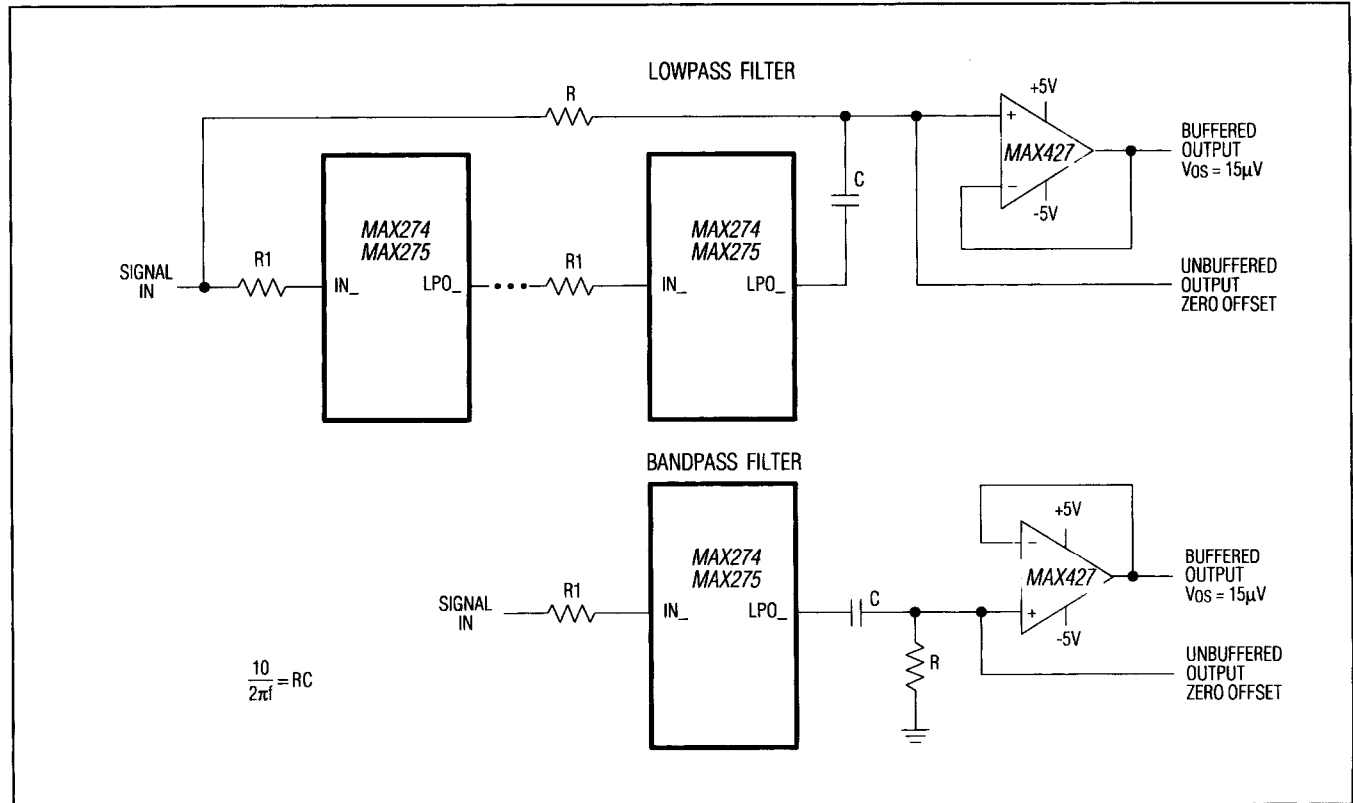 LOWPASS FILTER
R
+5V
+
MAX427
−
-5V
BUFFERED
OUTPUT
VOS = 15µV
C
MAX274
MAX275
MAX274
MAX275
SIGNAL
IN
R1
IN_
LPO_
R1
IN_
LPO_
UNBUFFERED
OUTPUT
ZERO OFFSET
BANDPASS FILTER
+5V
−
MAX427
+
-5V
BUFFERED
OUTPUT
VOS = 15µV
MAX274
MAX275
SIGNAL
IN
R1
IN_
LPO_
C
R
UNBUFFERED
OUTPUT
ZERO OFFSET
10
2πf
=RC